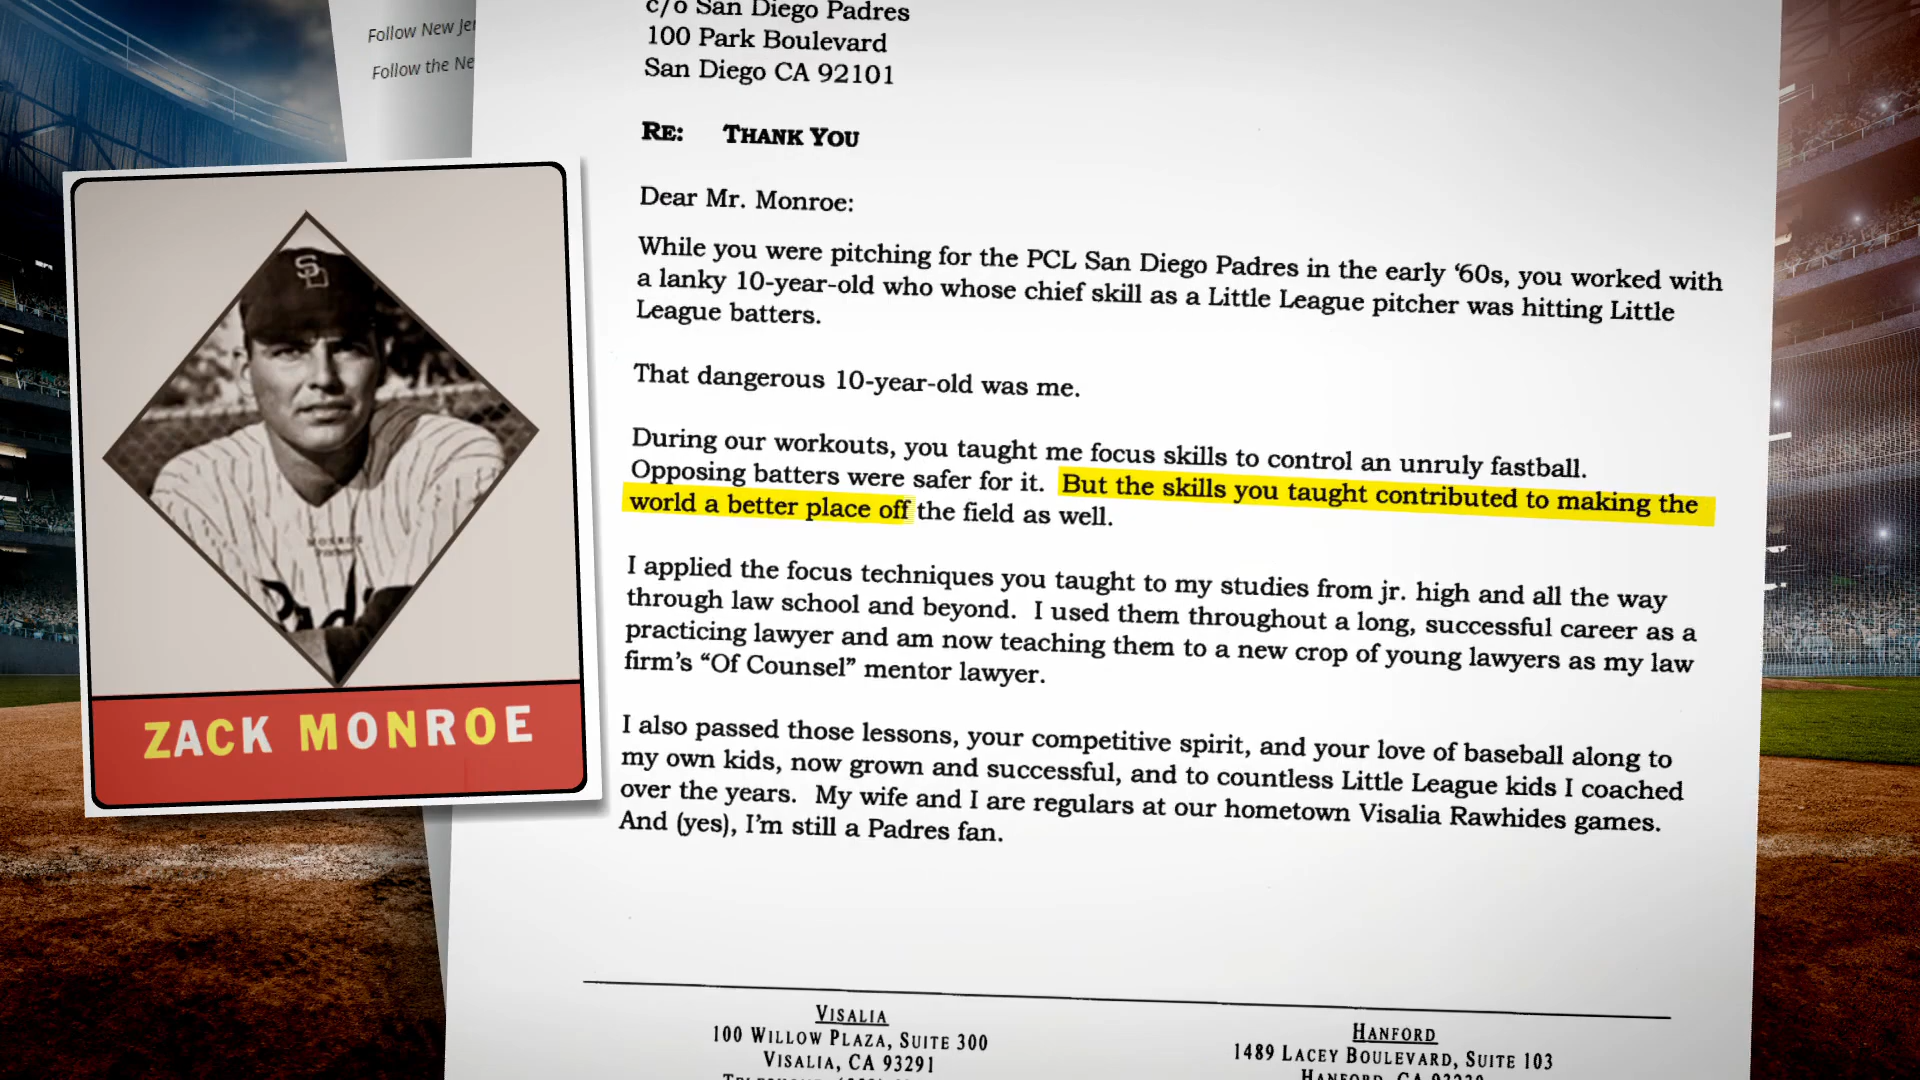 Follow New
Follow the
c/o San Diego Padres
100 Park Boulevard
San Diego CA 92101
RE: THANK YOU
Dear Mr. Monroe:
While you were pitching for the PCL San Diego Padres in the early ‘60s, you worked with
a lanky 10-year-old who whose chief skill as a Little League pitcher was hitting Little
League batters.
That dangerous 10-year-old was me.
During our workouts, you taught me focus skills to control an unruly fastball.
Opposing batters were safer for it. But the skills you taught contributed to making the
world a better place off the field as well.
I applied the focus techniques you taught to my studies from jr. high and all the way
through law school and beyond. I used them throughout a long, successful career as a
practicing lawyer and am now teaching them to a new crop of young lawyers as my law
firm’s “Of Counsel” mentor lawyer.
I also passed those lessons, your competitive spirit, and your love of baseball along to
my own kids, now grown and successful, and to countless Little League kids I coached
over the years. My wife and I are regulars at our hometown Visalia Rawhides games.
And (yes), I’m still a Padres fan.
SD
ZACK MONROE
VISALIA
100 WILLOW PLAZA, SUITE 300
VISALIA, CA 93291
HANFORD
1489 LACEY BOULEVARD, SUITE 103
HANFORD, CA